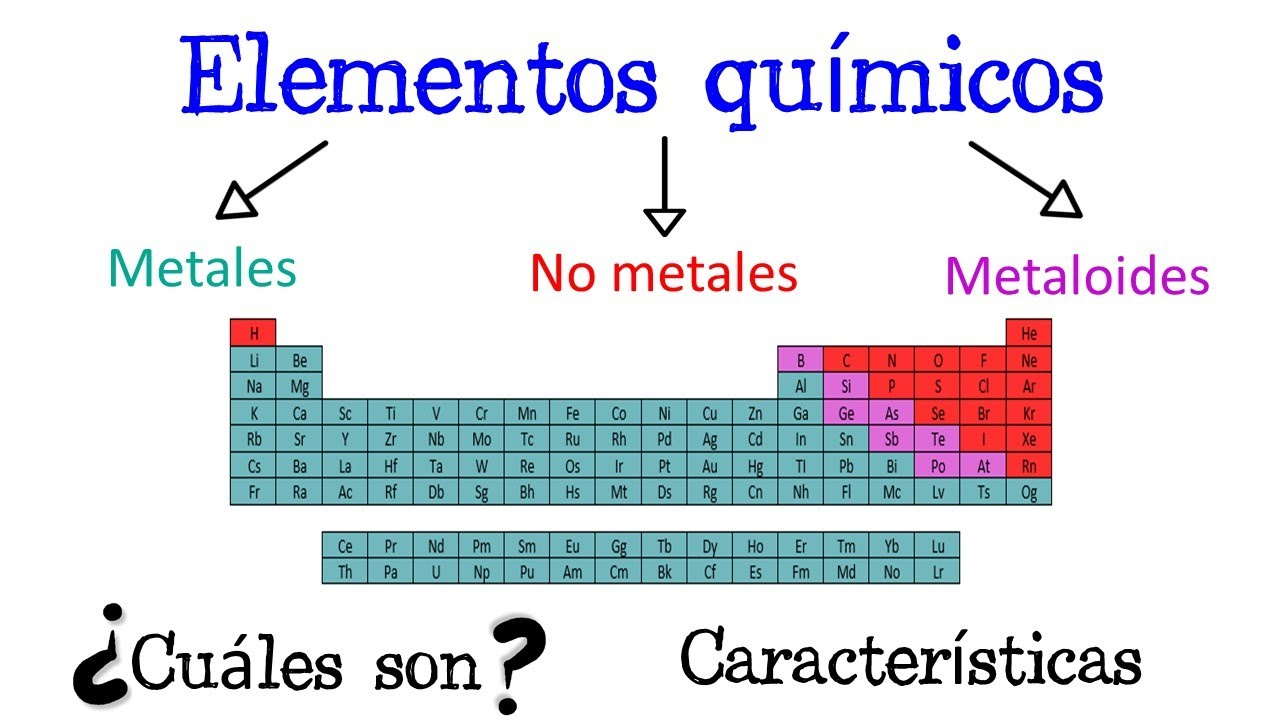 Elementos químicos
Metales No metales Metaloides
H He
Li Be B C N O F Ne
Na Mg Al Si P S Cl Ar
K Ca Sc Ti V Cr Mn Fe Co Ni Cu Zn Ga Ge As Se Br Kr
Rb Sr Y Zr Nb Mo Tc Ru Rh Pd Ag Cd In Sn Sb Te I Xe
Cs Ba La Hf Ta W Re Os Ir Pt Au Hg Tl Pb Bi Po At Rn
Fr Ra Ac Rf Db Sg Bh Hs Mt Ds Rg Cn Nh Fl Mc Lv Ts Og
Ce Pr Nd Pm Sm Eu Gg Tb Dy Ho Er Tm Yb Lu
Th Pa U Np Pu Am Cm Bk Cf Es Fm Md No Lr
¿Cuáles son? Características